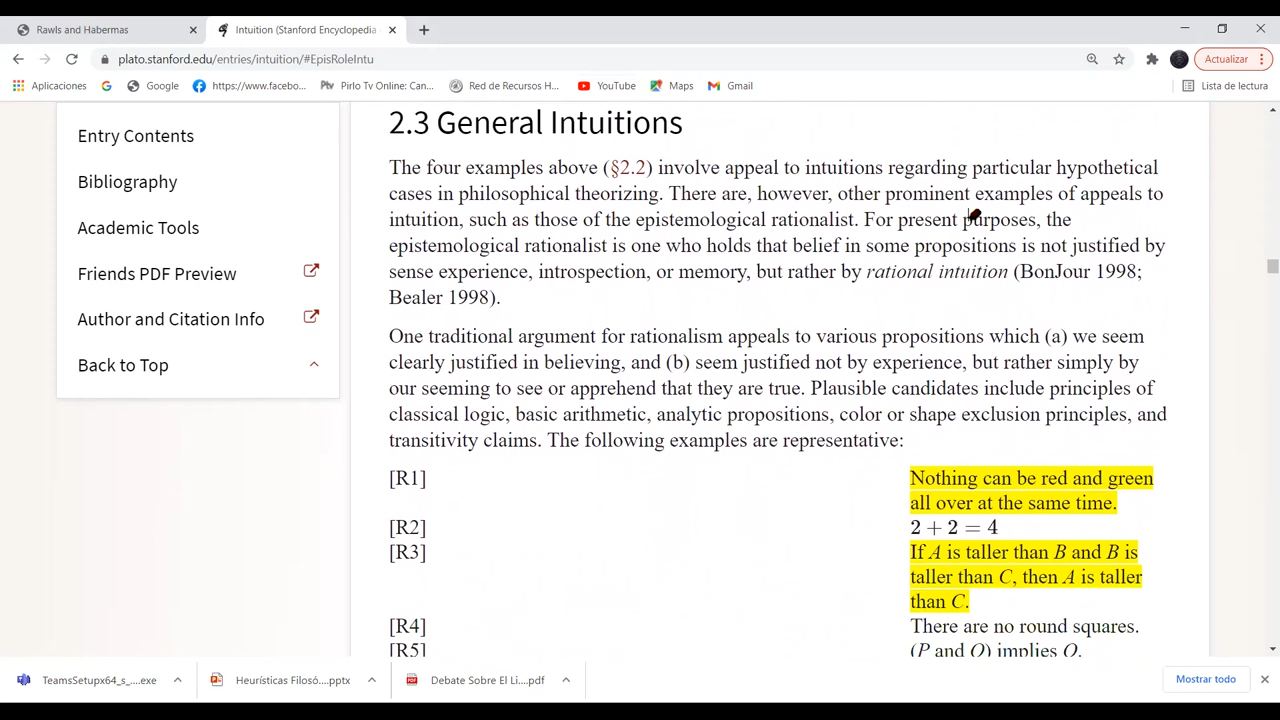 Rawls and Habermas
Intuition (Stanford Encyclopedia
plato.stanford.edu/entries/intuition/#EpisRoleIntu
Actualizar
Aplicaciones
Google
https://www.facebo...
Pirlo Tv Online: Can...
Red de Recursos H...
YouTube
Maps
Gmail
Lista de lectura
Entry Contents
Bibliography
Academic Tools
Friends PDF Preview
Author and Citation Info
Back to Top
2.3 General Intuitions
The four examples above (§2.2) involve appeal to intuitions regarding particular hypothetical
cases in philosophical theorizing. There are, however, other prominent examples of appeals to
intuition, such as those of the epistemological rationalist. For present purposes, the
epistemological rationalist is one who holds that belief in some propositions is not justified by
sense experience, introspection, or memory, but rather by rational intuition (BonJour 1998;
Bealer 1998).
One traditional argument for rationalism appeals to various propositions which (a) we seem
clearly justified in believing, and (b) seem justified not by experience, but rather simply by
our seeming to see or apprehend that they are true. Plausible candidates include principles of
classical logic, basic arithmetic, analytic propositions, color or shape exclusion principles, and
transitivity claims. The following examples are representative:
[R1] Nothing can be red and green
all over at the same time.
[R2] 2 + 2 = 4
[R3] If A is taller than B and B is
taller than C, then A is taller
than C.
[R4] There are no round squares.
[R5] (P and Q) implies Q.
TeamsSetupx64_s_....exe
Heurísticas Filosó....pptx
Debate Sobre El Li....pdf
Mostrar todo